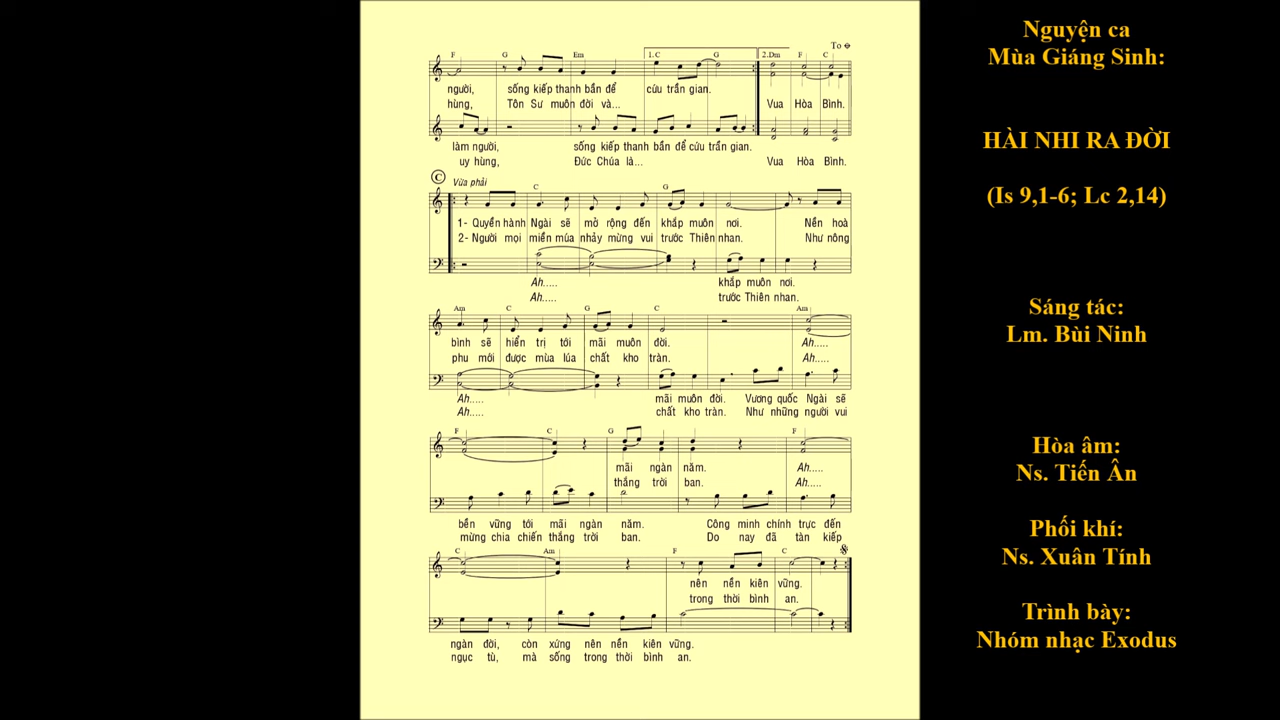 To
F G Em 1. C G 2.Dm F C
người, sống kiếp thanh bần để cứu trần gian.
hùng, Tôn Sư muôn đời và... Vua Hòa Bình.
làm người, sống kiếp thanh bần để cứu trần gian.
uy hùng, Đức Chúa là... Vua Hòa Bình.
C Vừa phải
C G
1- Quyền hành Ngài sẽ mở rộng đến khắp muôn nơi. Nền hoà
2- Người mọi miền múa nhảy mừng vui trước Thiên nhan. Như nông
Ah..... khắp muôn nơi.
Ah..... trước Thiên nhan.
Am C G C Am
bình sẽ hiển trị tới mãi muôn đời. Ah.....
phu mỗi được mùa lúa chất kho tràn. Ah.....
Ah..... mãi muôn đời. Vương quốc Ngài sẽ
Ah..... chất kho tràn. Như những người vui
F C G F
mãi ngàn năm. Ah.....
thắng trời ban. Ah.....
bền vững tới mãi ngàn năm. Công minh chính trực đến
mừng chia chiến thắng trời ban. Do nay đã tàn kiếp
C Am F C
nên nền kiên vững.
trong thời bình an.
ngàn đời, còn xứng nên nền kiên vững.
ngục tù, mà sống trong thời bình an.
Nguyện ca
Mùa Giáng Sinh:
HÀI NHI RA ĐỜI
(Is 9,1-6; Lc 2,14)
Sáng tác:
Lm. Bùi Ninh
Hòa âm:
Ns. Tiến Ân
Phối khí:
Ns. Xuân Tính
Trình bày:
Nhóm nhạc Exodus